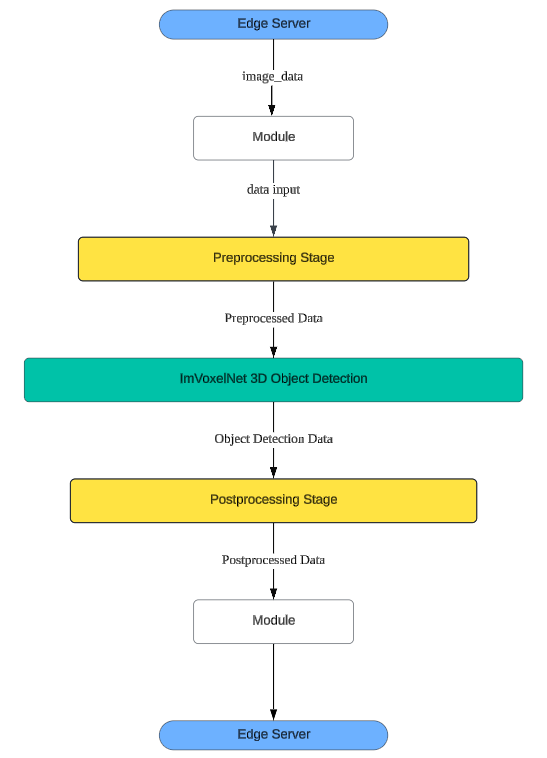 Edge Server
image_data
Module
data input
Preprocessing Stage
Preprocessed Data
ImVoxelNet 3D Object Detection
Object Detection Data
Postprocessing Stage
Postprocessed Data
Module
Edge Server